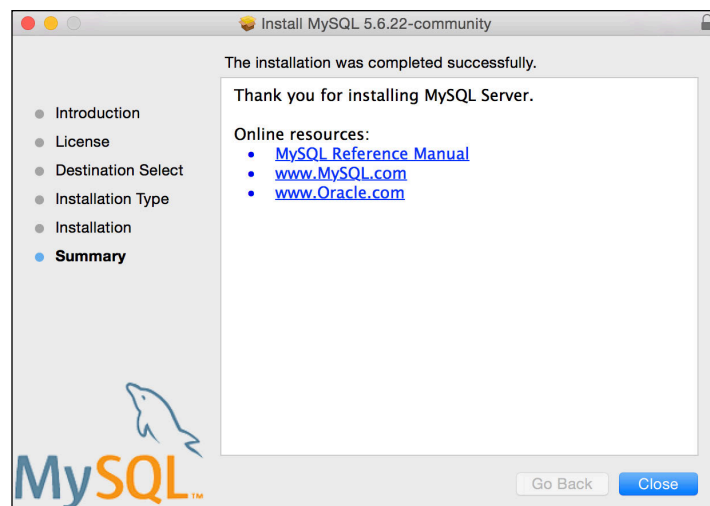 Install MySQL 5.6.22-community
The installation was completed successfully.
Introduction
License
Destination Select
Installation Type
Installation
Summary
Thank you for installing MySQL Server.
Online resources:
• MySQL Reference Manual
• www.MySQL.com
• www.Oracle.com
MySQL™
Go Back
Close